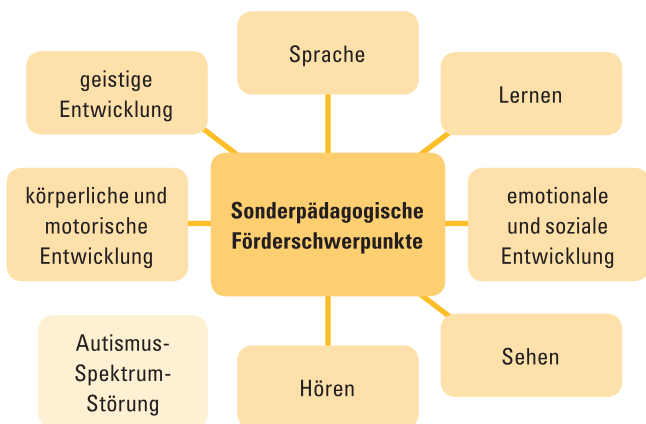 Sprache
geistige
Entwicklung
Lernen
körperliche und
motorische
Entwicklung
Sonderpädagogische
Förderschwerpunkte
emotionale
und soziale
Entwicklung
Autismus-
Spektrum-
Störung
Hören
Sehen